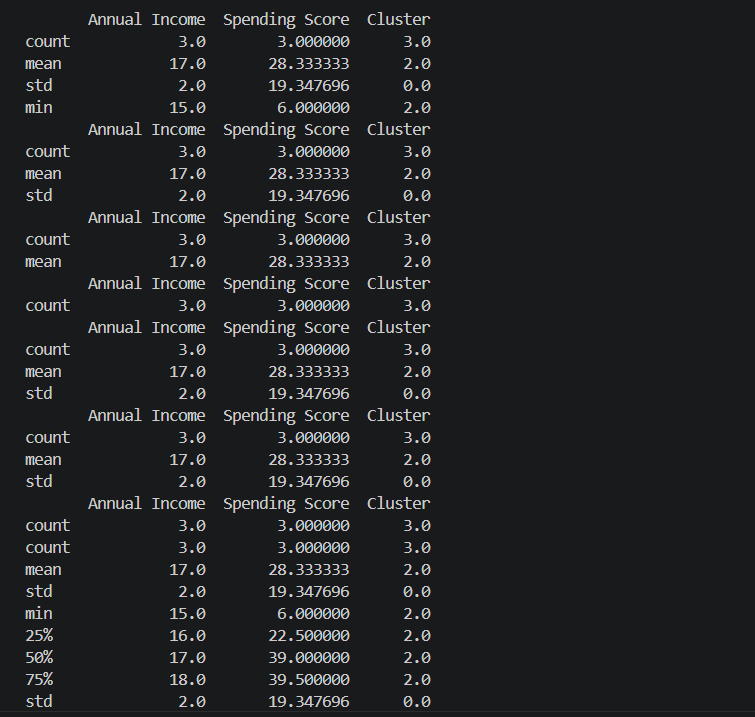 Annual Income  Spending Score  Cluster
count            3.0        3.000000      3.0
mean            17.0       28.333333      2.0
std              2.0       19.347696      0.0
min             15.0        6.000000      2.0
Annual Income  Spending Score  Cluster
count            3.0        3.000000      3.0
mean            17.0       28.333333      2.0
std              2.0       19.347696      0.0
Annual Income  Spending Score  Cluster
count            3.0        3.000000      3.0
mean            17.0       28.333333      2.0
Annual Income  Spending Score  Cluster
count            3.0        3.000000      3.0
Annual Income  Spending Score  Cluster
count            3.0        3.000000      3.0
mean            17.0       28.333333      2.0
std              2.0       19.347696      0.0
Annual Income  Spending Score  Cluster
count            3.0        3.000000      3.0
mean            17.0       28.333333      2.0
std              2.0       19.347696      0.0
Annual Income  Spending Score  Cluster
count            3.0        3.000000      3.0
count            3.0        3.000000      3.0
mean            17.0       28.333333      2.0
std              2.0       19.347696      0.0
min             15.0        6.000000      2.0
25%             16.0       22.500000      2.0
50%             17.0       39.000000      2.0
75%             18.0       39.500000      2.0
std              2.0       19.347696      0.0